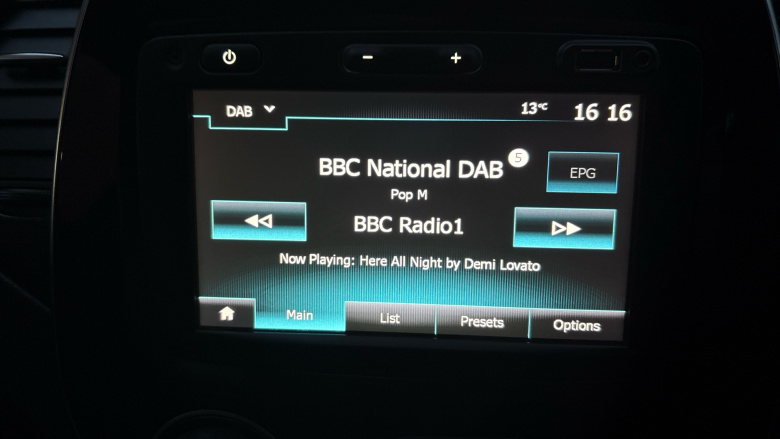 - +
DAB 13°C 16 16
BBC National DAB 5
EPG
Pop M
BBC Radio1
Now Playing: Here All Night by Demi Lovato
Main List Presets Options